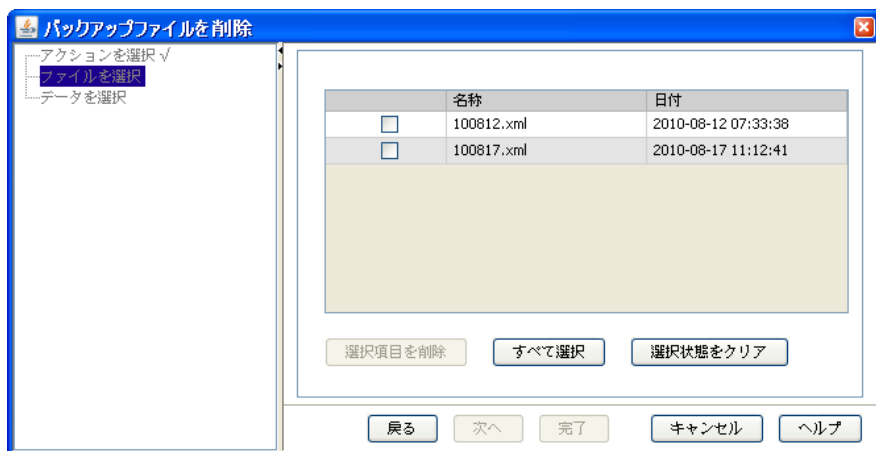 バックアップファイルを削除
アクションを選択 √
ファイルを選択
データを選択
名称 日付
100812.xml 2010-08-12 07:33:38
100817.xml 2010-08-17 11:12:41
選択項目を削除 すべて選択 選択状態をクリア
戻る 次へ 完了 キャンセル ヘルプ